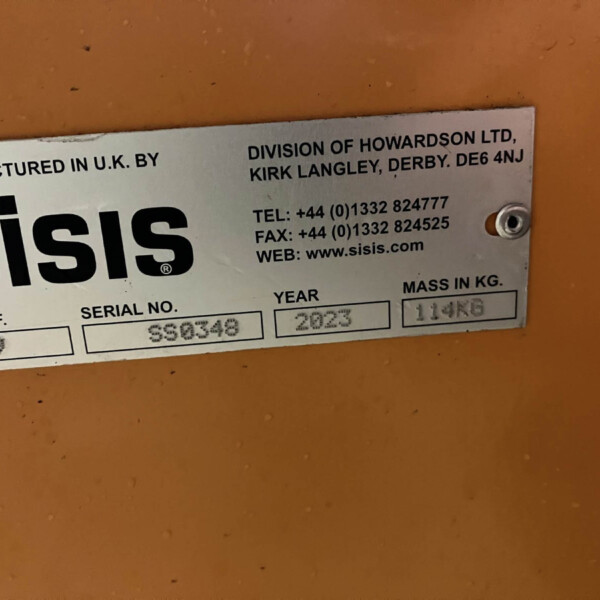 CTURED IN U.K. BY
iSIS®
DIVISION OF HOWARDSON LTD,
KIRK LANGLEY, DERBY. DE6 4NJ
TEL: +44 (0)1332 824777
FAX: +44 (0)1332 824525
WEB: www.sisis.com
F.
SERIAL NO. YEAR MASS IN KG.
SS0348 2023 114KG